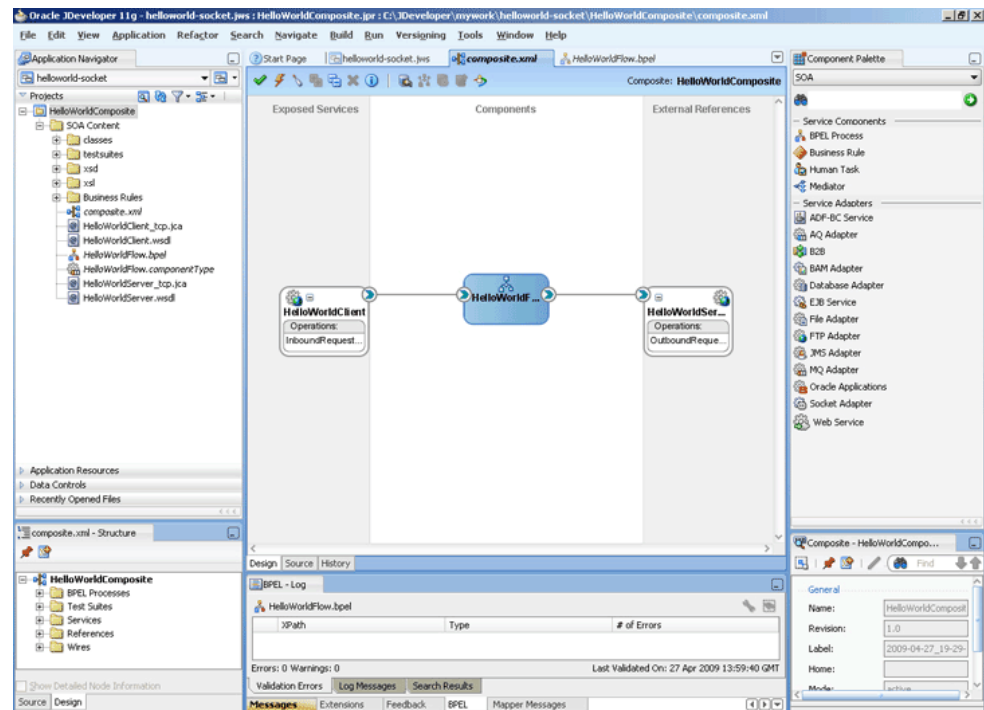 Oracle JDeveloper 11g - helloworld-socket.jws : HelloWorldComposite.jpr : C:\JDeveloper\mywork\helloworld-socket\HelloWorldComposite\composite.xml
File Edit View Application Refactor Search Navigate Build Run Versioning Tools Window Help
Application Navigator
helloworld-socket
Projects
HelloWorldComposite
SOA Content
classes
testsuites
xsd
xsl
Business Rules
composite.xml
HelloWorldClient_tcp.jca
HelloWorldClient.wsdl
HelloWorldFlow.bpel
HelloWorldFlow.componentType
HelloWorldServer_tcp.jca
HelloWorldServer.wsdl
Application Resources
Data Controls
Recently Opened Files
composite.xml - Structure
HelloWorldComposite
BPEL Processes
Test Suites
Services
References
Wires
Show Detailed Node Information
Source Design
Start Page helloworld-socket.jws composite.xml HelloWorldFlow.bpel
Composite: HelloWorldComposite
Exposed Services Components External References
HelloWorldClient
Operations:
InboundRequest...
HelloWorldF ...
HelloWorldSer...
Operations:
OutboundReque...
Design Source History
BPEL - Log
HelloWorldFlow.bpel
XPath Type # of Errors
Errors: 0 Warnings: 0 Last Validated On: 27 Apr 2009 13:59:40 GMT
Validation Errors Log Messages Search Results
Messages Extensions Feedback BPEL Mapper Messages
Component Palette
SOA
Service Components
BPEL Process
Business Rule
Human Task
Mediator
Service Adapters
ADF-BC Service
AQ Adapter
B2B
BAM Adapter
Database Adapter
EJB Service
File Adapter
FTP Adapter
JMS Adapter
MQ Adapter
Oracle Applications
Socket Adapter
Web Service
Composite - HelloWorldCompo...
Find
General
Name: HelloWorldComposit
Revision: 1.0
Label: 2009-04-27_19-29-
Home:
Mode: active